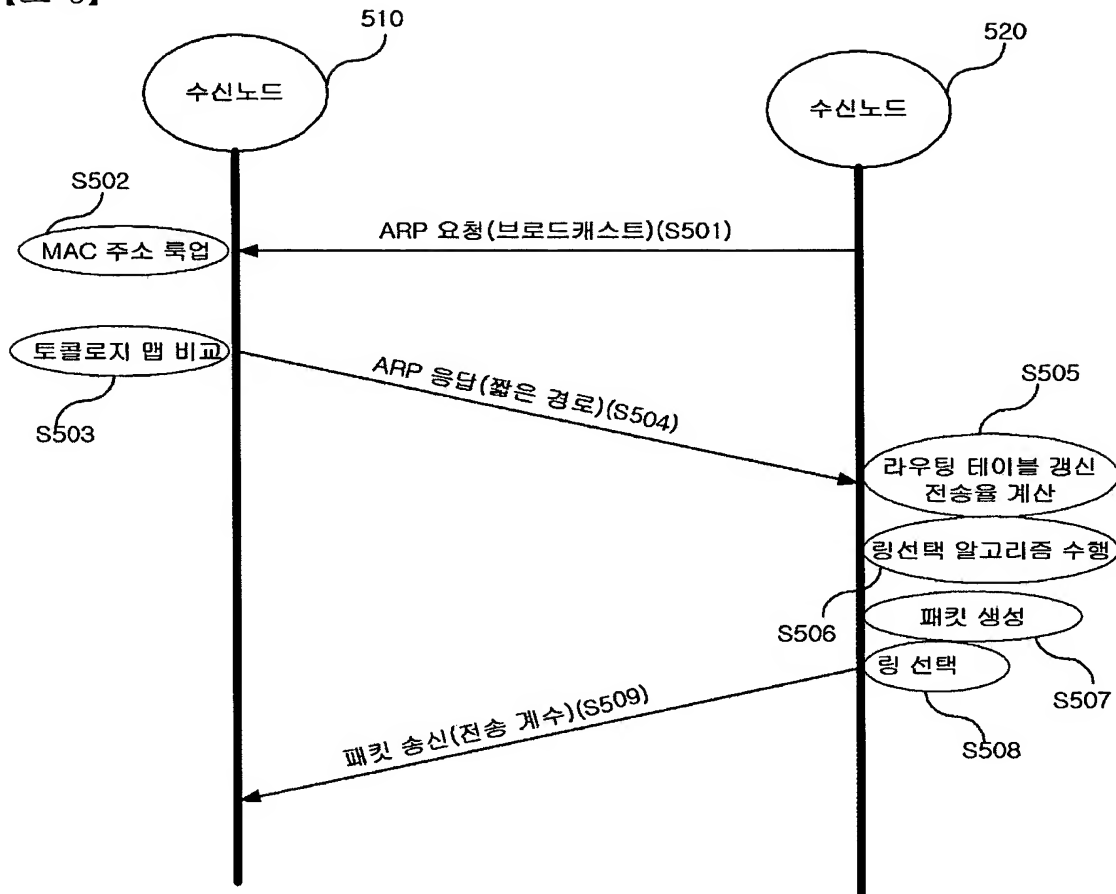 510
520
수신노드
수신노드
S502
ARP 요청(브로드캐스트)(S501)
MAC 주소 룩업
토콜로지 맵 비교
S503
ARP 응답(짧은 경로)(S504)
S505
라우팅 테이블 갱신
전송율 계산
링선택 알고리즘 수행
S506
패킷 생성
S507
링 선택
S508
패킷 송신(전송 계수)(S509)